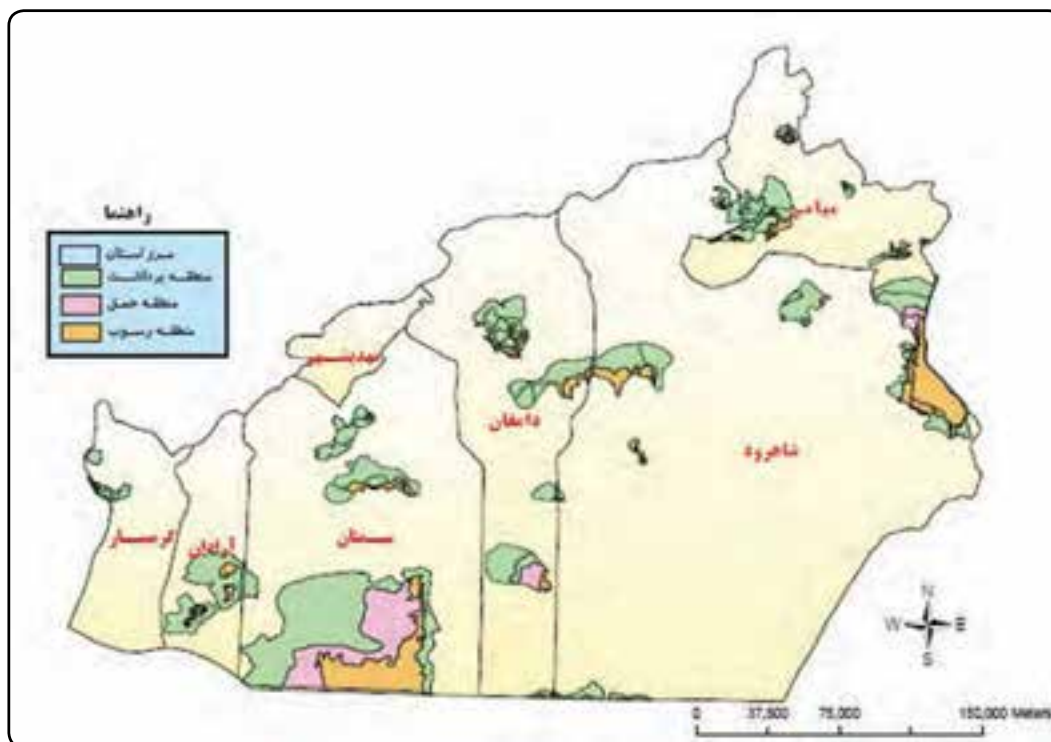 راهنما
مرز استان
منطقه برداشت
منطقه حمل
منطقه رسوب
میامی
مهدیشهر
دامغان
شاهرود
گرمسار
آرادان
سمنان
N
W E
S
0 37,500 75,000 150,000 Meters